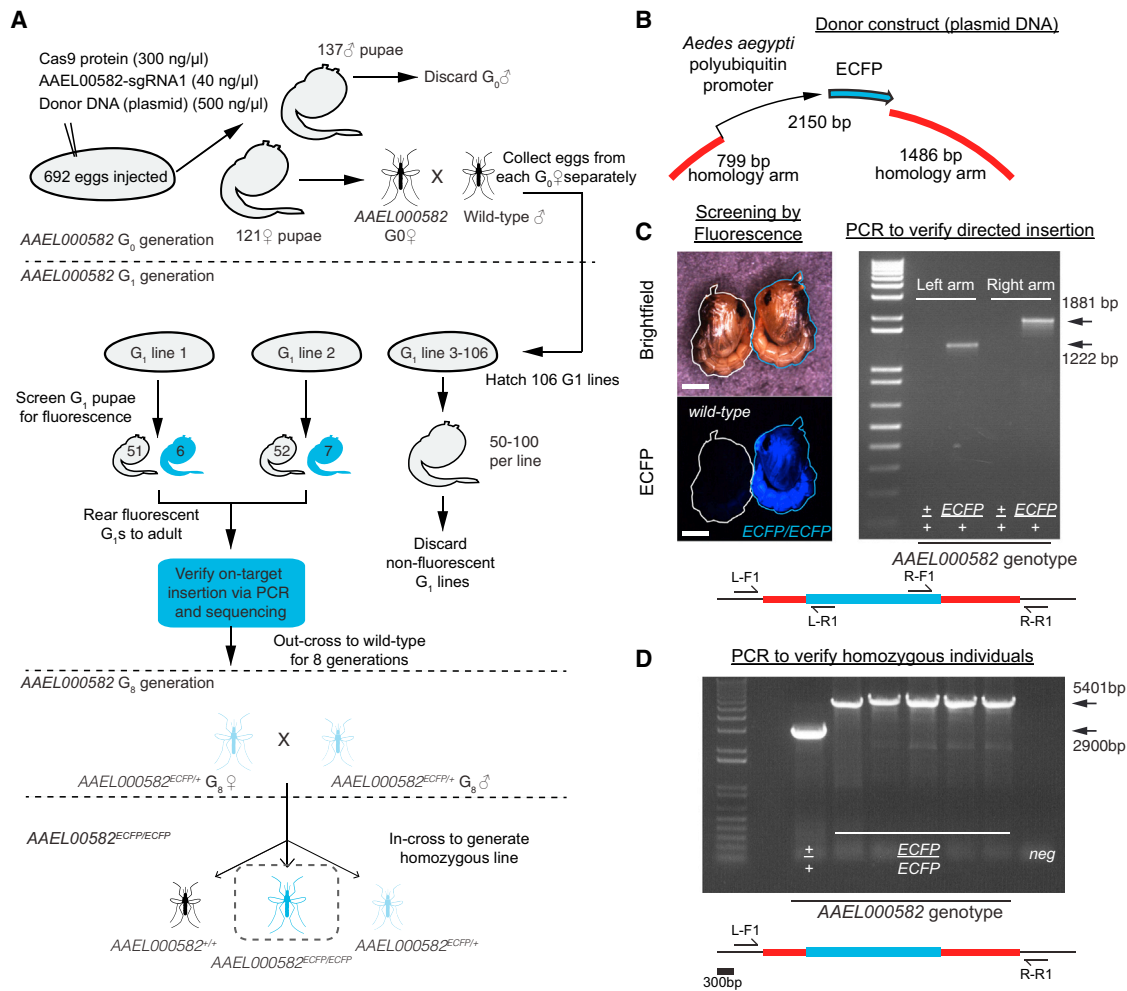 A
Cas9 protein (300 ng/µl)
AAEL00582-sgRNA1 (40 ng/µl)
Donor DNA (plasmid) (500 ng/µl)
692 eggs injected
137♂ pupae
Discard G0♂
121♀ pupae
X
AAEL000582
G0♀
Wild-type ♂
Collect eggs from
each G0♀separately
AAEL000582 G0 generation
AAEL000582 G1 generation
G1 line 1
G1 line 2
G1 line 3-106
Hatch 106 G1 lines
Screen G1 pupae
for fluorescence
51
6
52
7
50-100
per line
Rear fluorescent
G1s to adult
Discard
non-fluorescent
G1 lines
Verify on-target
insertion via PCR
and sequencing
Out-cross to wild-type
for 8 generations
AAEL000582 G8 generation
X
AAEL000582ECFP/+ G8 ♀
AAEL000582ECFP/+ G8 ♂
AAEL00582ECFP/ECFP
In-cross to generate
homozygous line
AAEL000582+/+
AAEL000582ECFP/ECFP
AAEL000582ECFP/+
B
Donor construct (plasmid DNA)
Aedes aegypti
polyubiquitin
promoter
ECFP
2150 bp
799 bp
homology arm
1486 bp
homology arm
C
Screening by
Fluorescence
Brightfield
ECFP
wild-type
ECFP/ECFP
PCR to verify directed insertion
Left arm
Right arm
1881 bp
1222 bp
+
+
ECFP
+
+
+
ECFP
+
AAEL000582 genotype
L-F1
R-F1
L-R1
R-R1
D
PCR to verify homozygous individuals
5401bp
2900bp
+
+
ECFP
ECFP
neg
AAEL000582 genotype
L-F1
R-R1
300bp